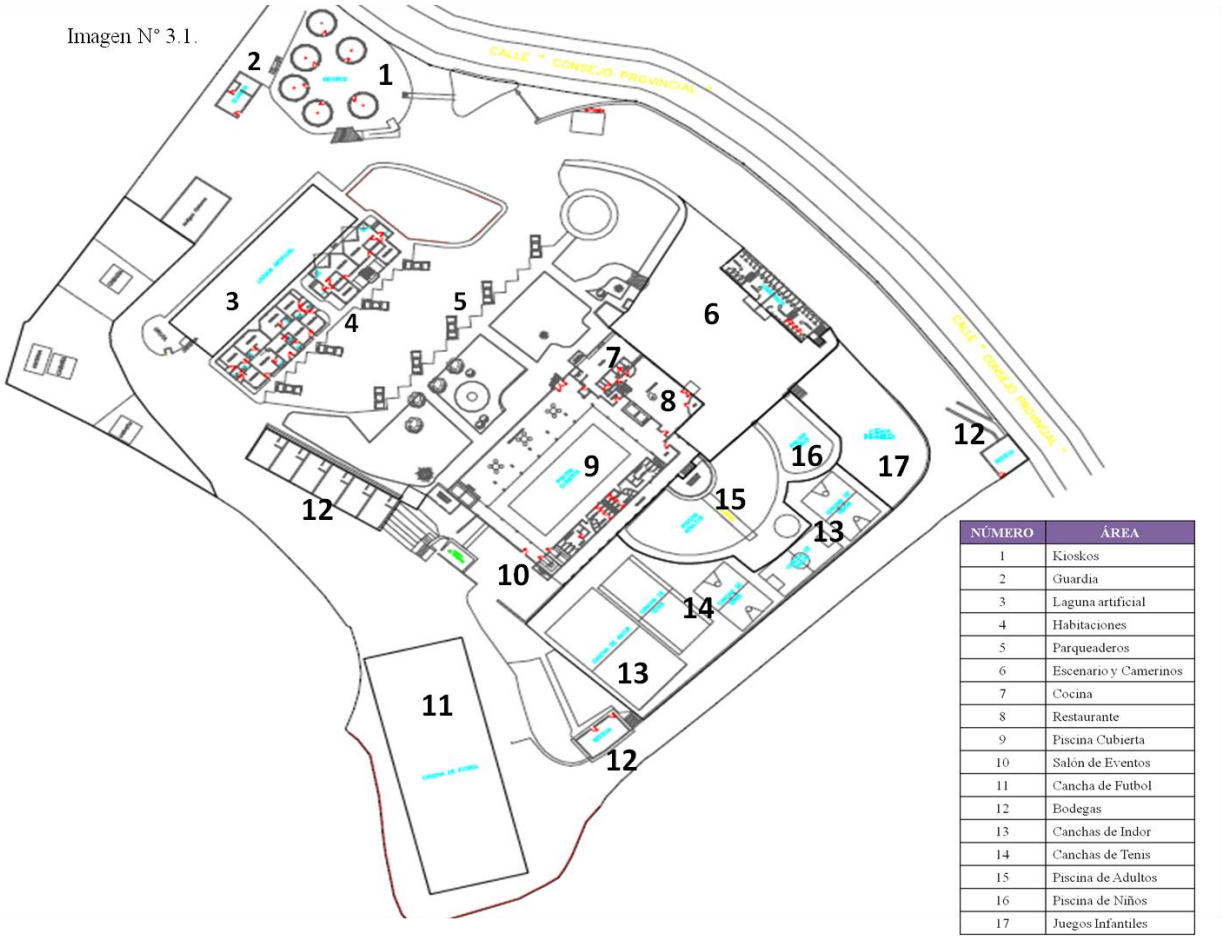 Imagen N° 3.1.
CALLE " CONSEJO PROVINCIAL "
2
1
3
4
5
6
7
8
9
10
11
12
12
12
13
13
14
15
16
17
CALLE " CONSEJO PROVINCIAL "
CANCHA DE FUTBOL
NÚMERO ÁREA
1 Kioskos
2 Guardia
3 Laguna artificial
4 Habitaciones
5 Parqueaderos
6 Escenario y Camerinos
7 Cocina
8 Restaurante
9 Piscina Cubierta
10 Salón de Eventos
11 Cancha de Futbol
12 Bodegas
13 Canchas de Indor
14 Canchas de Tenis
15 Piscina de Adultos
16 Piscina de Niños
17 Juegos Infantiles